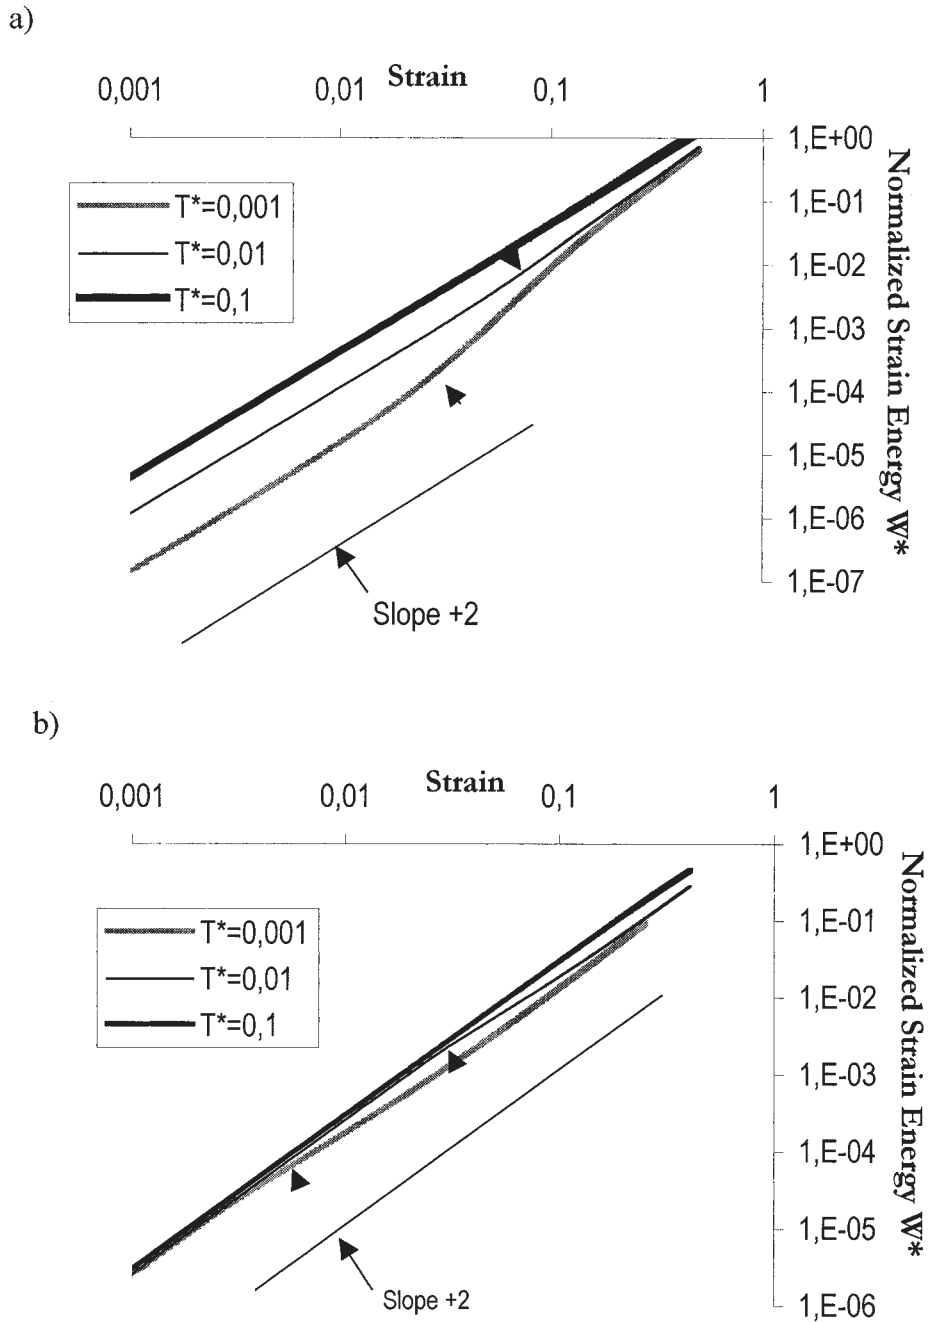 a)
Strain
0,001 0,01 0,1 1
1,E+00
1,E-01
1,E-02
1,E-03
1,E-04
1,E-05
1,E-06
1,E-07
Normalized Strain Energy W*
T*=0,001
T*=0,01
T*=0,1
Slope +2
b)
Strain
0,001 0,01 0,1 1
1,E+00
1,E-01
1,E-02
1,E-03
1,E-04
1,E-05
1,E-06
Normalized Strain Energy W*
T*=0,001
T*=0,01
T*=0,1
Slope +2